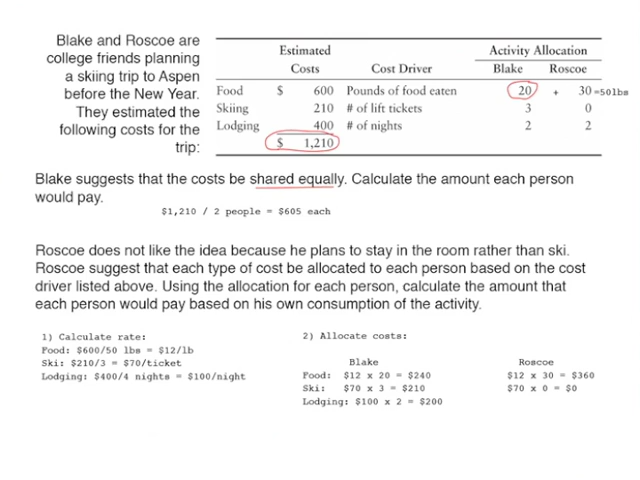 Blake and Roscoe are
college friends planning
a skiing trip to Aspen
before the New Year.
They estimated the
following costs for the
trip:
Estimated Activity Allocation
Costs Cost Driver Blake Roscoe
Food $ 600 Pounds of food eaten 20 + 30 =50lbs
Skiing 210 # of lift tickets 3 0
Lodging 400 # of nights 2 2
$ 1,210
Blake suggests that the costs be shared equally. Calculate the amount each person
would pay.
$1,210 / 2 people = $605 each
Roscoe does not like the idea because he plans to stay in the room rather than ski.
Roscoe suggest that each type of cost be allocated to each person based on the cost
driver listed above. Using the allocation for each person, calculate the amount that
each person would pay based on his own consumption of the activity.
1) Calculate rate: 2) Allocate costs:
Food: $600/50 lbs = $12/lb
Ski: $210/3 = $70/ticket Blake Roscoe
Lodging: $400/4 nights = $100/night Food: $12 x 20 = $240 $12 x 30 = $360
Ski: $70 x 3 = $210 $70 x 0 = $0
Lodging: $100 x 2 = $200